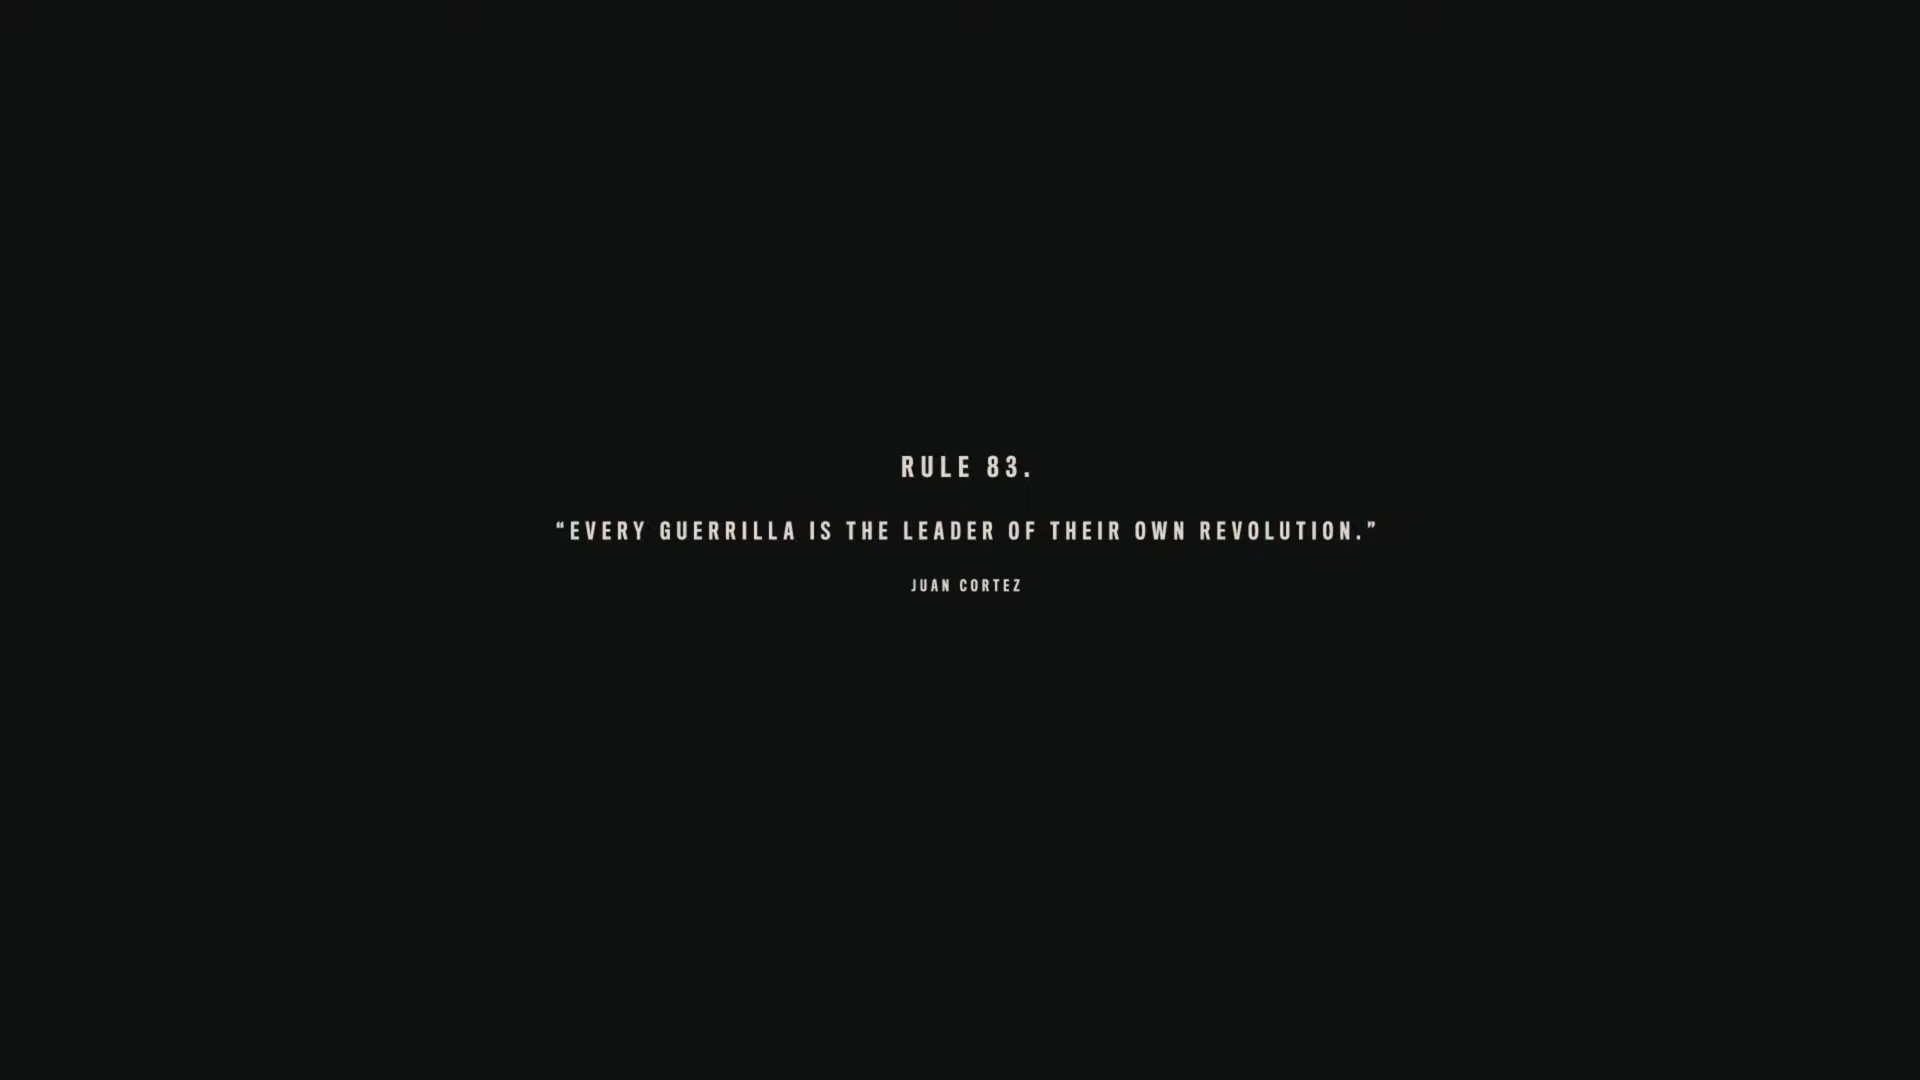 RULE 83.
“EVERY GUERRILLA IS THE LEADER OF THEIR OWN REVOLUTION.”
JUAN CORTEZ